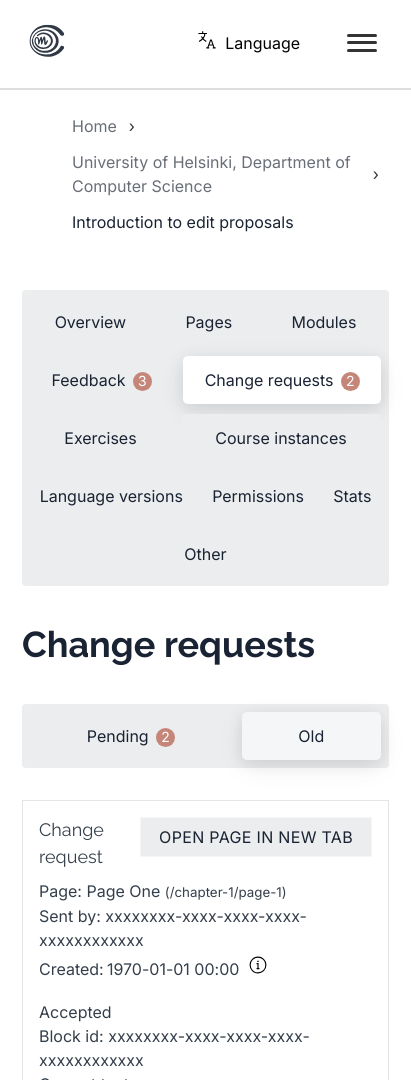 Language
Home ›
University of Helsinki, Department of
Computer Science ›
Introduction to edit proposals
Overview Pages Modules
Feedback 3 Change requests 2
Exercises Course instances
Language versions Permissions Stats
Other
Change requests
Pending 2 Old
Change
request
OPEN PAGE IN NEW TAB
Page: Page One (/chapter-1/page-1)
Sent by: xxxxxxxx-xxxx-xxxx-xxxx-
xxxxxxxxxxxx
Created: 1970-01-01 00:00
Accepted
Block id: xxxxxxxx-xxxx-xxxx-xxxx-
xxxxxxxxxxxx